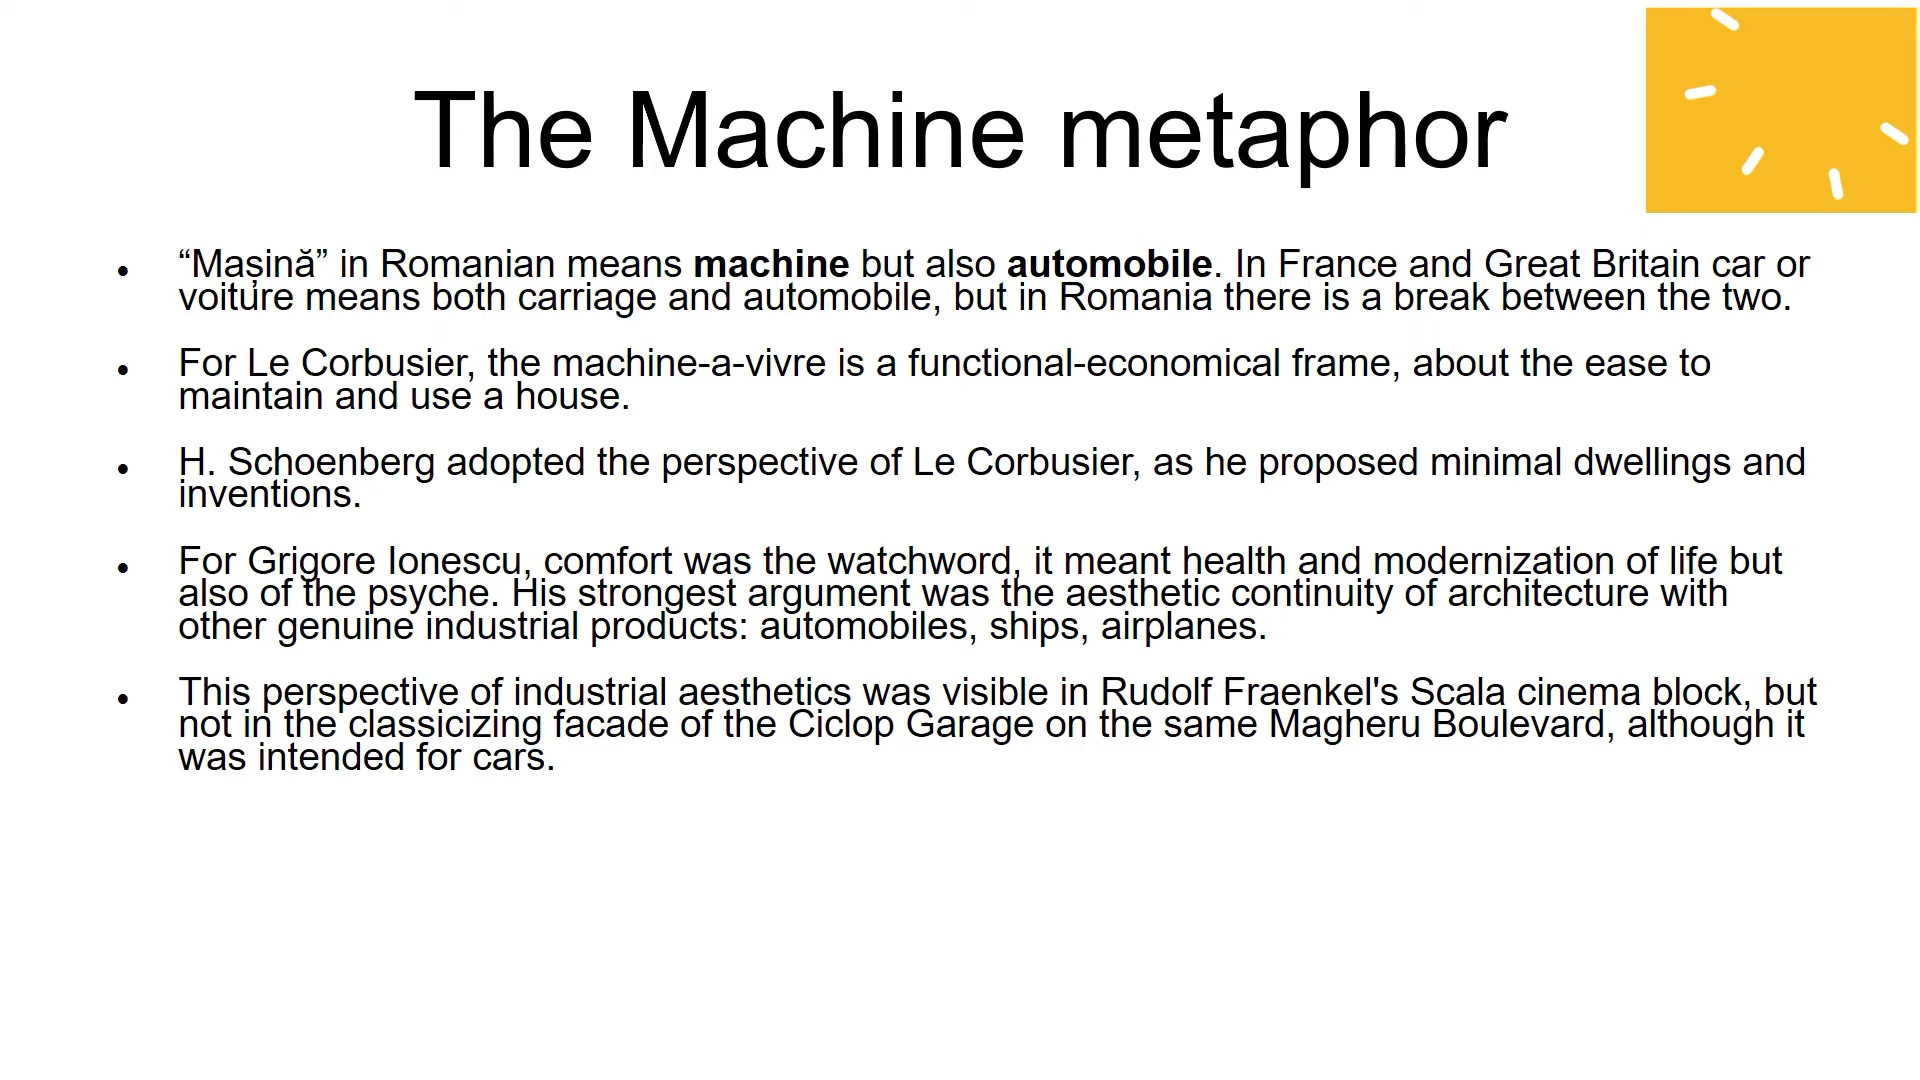 The Machine metaphor
• “Mașină” in Romanian means machine but also automobile. In France and Great Britain car or
voiture means both carriage and automobile, but in Romania there is a break between the two.
• For Le Corbusier, the machine-a-vivre is a functional-economical frame, about the ease to
maintain and use a house.
• H. Schoenberg adopted the perspective of Le Corbusier, as he proposed minimal dwellings and
inventions.
• For Grigore Ionescu, comfort was the watchword, it meant health and modernization of life but
also of the psyche. His strongest argument was the aesthetic continuity of architecture with
other genuine industrial products: automobiles, ships, airplanes.
• This perspective of industrial aesthetics was visible in Rudolf Fraenkel's Scala cinema block, but
not in the classicizing facade of the Ciclop Garage on the same Magheru Boulevard, although it
was intended for cars.